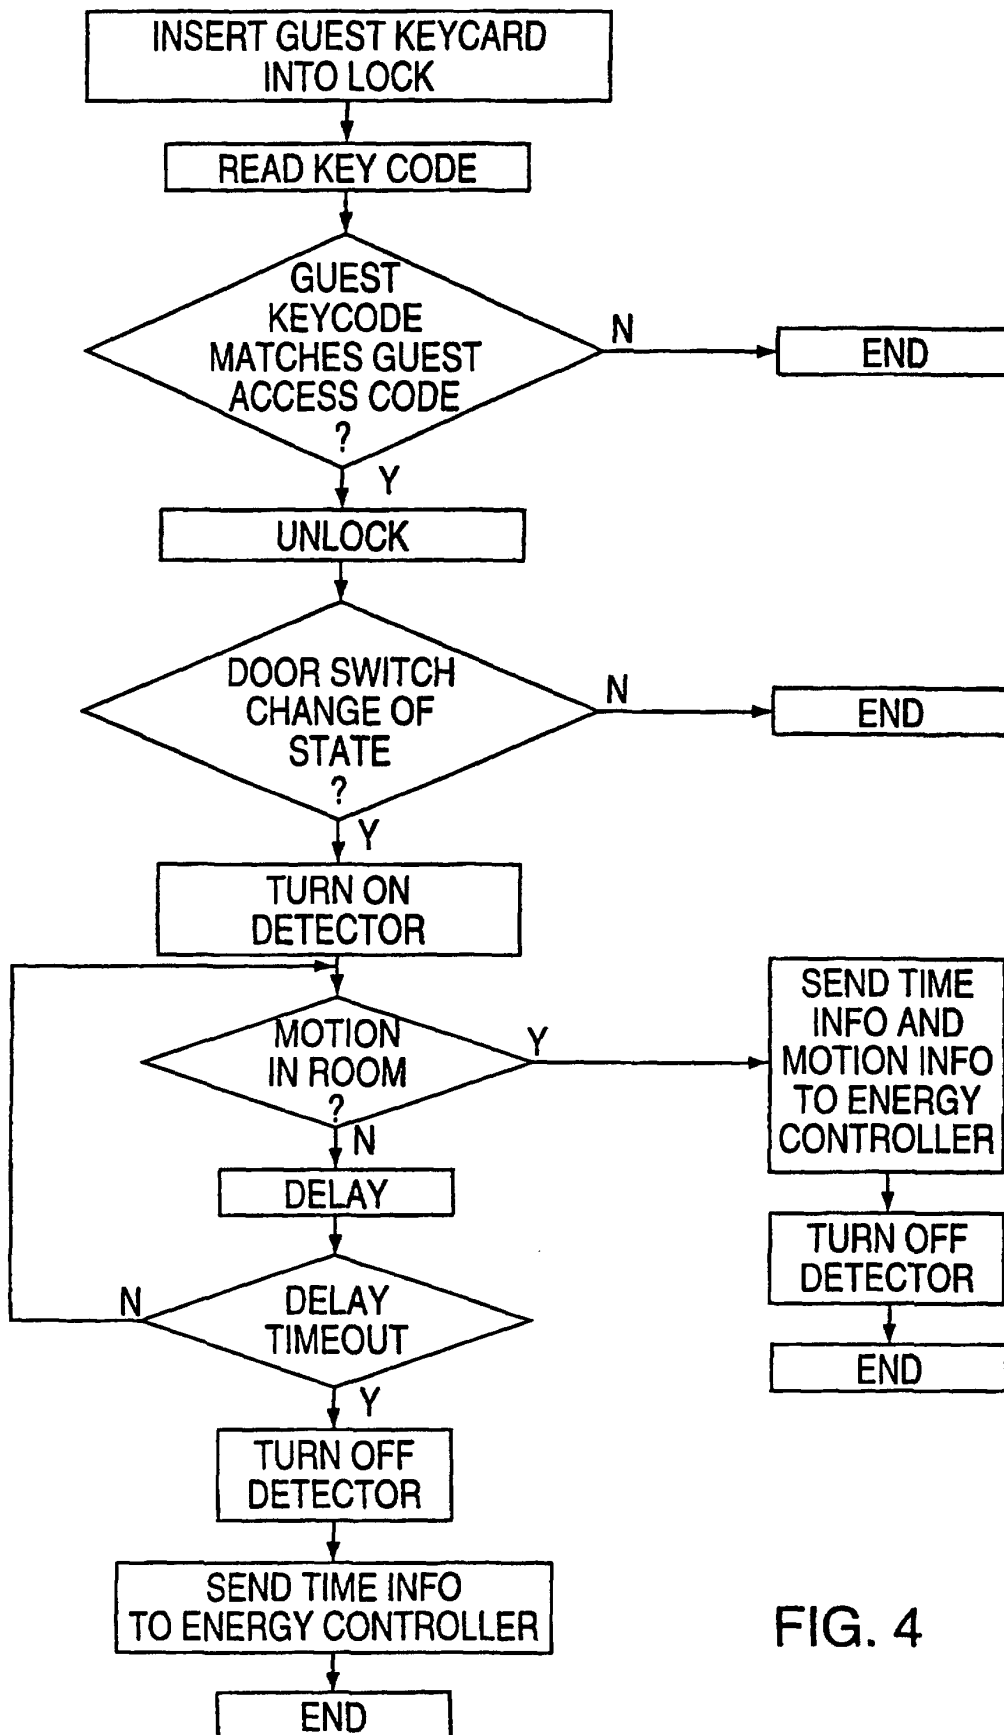 INSERT GUEST KEYCARD
INTO LOCK
READ KEY CODE
GUEST
KEYCODE
MATCHES GUEST
ACCESS CODE
?
N
END
Y
UNLOCK
DOOR SWITCH
CHANGE OF
STATE
?
N
END
Y
TURN ON
DETECTOR
MOTION
IN ROOM
?
Y
SEND TIME
INFO AND
MOTION INFO
TO ENERGY
CONTROLLER
TURN OFF
DETECTOR
END
N
DELAY
DELAY
TIMEOUT
N
Y
TURN OFF
DETECTOR
SEND TIME INFO
TO ENERGY CONTROLLER
END
FIG. 4